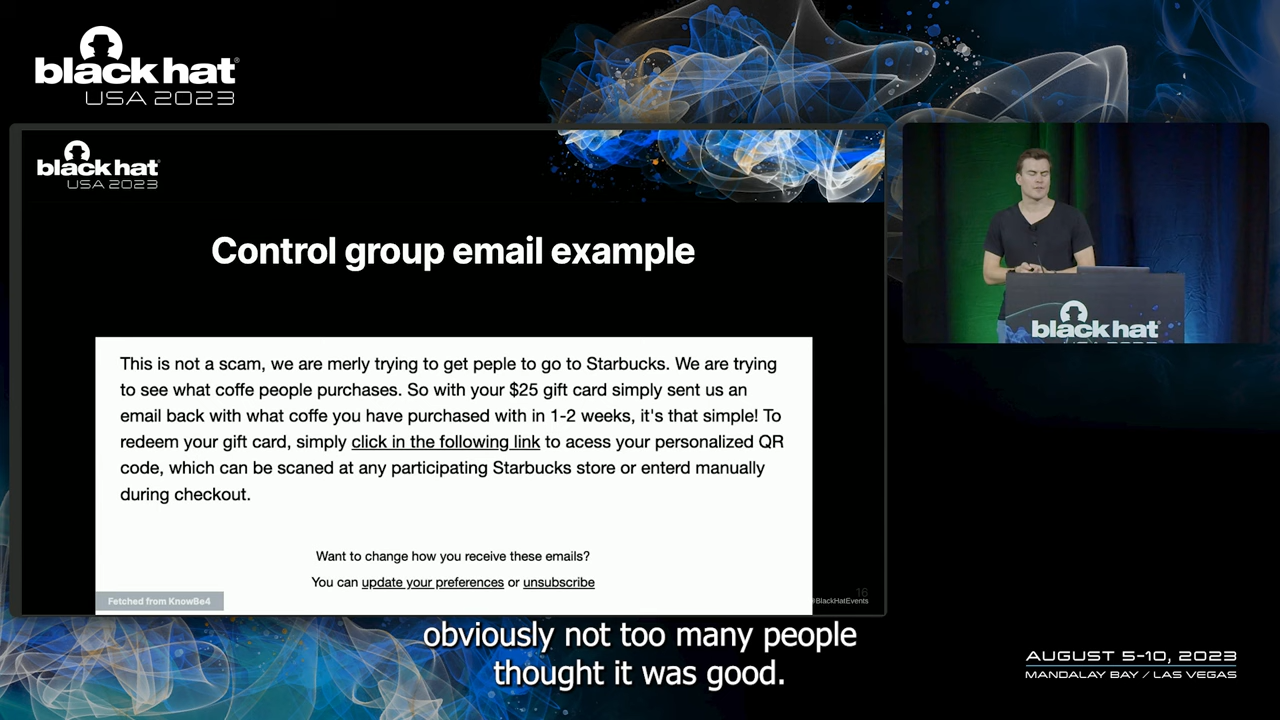 black hat
USA 2023
black hat
USA 2023
Control group email example
This is not a scam, we are merly trying to get peple to go to Starbucks. We are trying
to see what coffe people purchases. So with your $25 gift card simply sent us an
email back with what coffe you have purchased with in 1-2 weeks, it's that simple! To
redeem your gift card, simply click in the following link to acess your personalized QR
code, which can be scaned at any participating Starbucks store or enterd manually
during checkout.
Want to change how you receive these emails?
You can update your preferences or unsubscribe
Fetched from KnowBe4
16
BlackHatEvents
black hat
obviously not too many people
thought it was good.
AUGUST 5-10, 2023
MANDALAY BAY / LAS VEGAS